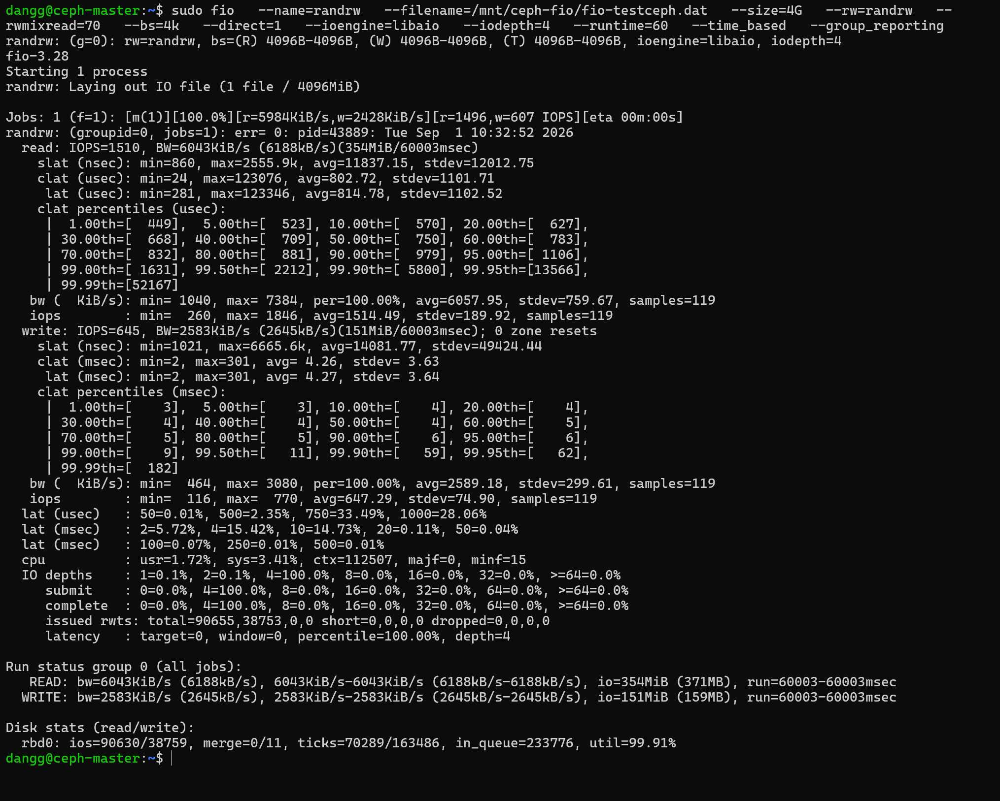 dangg@ceph-master:~$ sudo fio   --name=randrw   --filename=/mnt/ceph-fio/fio-testceph.dat   --size=4G   --rw=randrw   --
rwmixread=70   --bs=4k   --direct=1   --ioengine=libaio   --iodepth=4   --runtime=60   --time_based   --group_reporting
randrw: (g=0): rw=randrw, bs=(R) 4096B-4096B, (W) 4096B-4096B, (T) 4096B-4096B, ioengine=libaio, iodepth=4
fio-3.28
Starting 1 process
randrw: Laying out IO file (1 file / 4096MiB)
Jobs: 1 (f=1): [m(1)][100.0%][r=5984KiB/s,w=2428KiB/s][r=1496,w=607 IOPS][eta 00m:00s]
randrw: (groupid=0, jobs=1): err= 0: pid=43889: Tue Sep  1 10:32:52 2026
  read: IOPS=1510, BW=6043KiB/s (6188kB/s)(354MiB/60003msec)
    slat (nsec): min=860, max=2555.9k, avg=11837.15, stdev=12012.75
    clat (usec): min=24, max=123076, avg=802.72, stdev=1101.71
     lat (usec): min=281, max=123346, avg=814.78, stdev=1102.52
    clat percentiles (usec):
     |  1.00th=[  449],  5.00th=[  523], 10.00th=[  570], 20.00th=[  627],
     | 30.00th=[  668], 40.00th=[  709], 50.00th=[  750], 60.00th=[  783],
     | 70.00th=[  832], 80.00th=[  881], 90.00th=[  979], 95.00th=[ 1106],
     | 99.00th=[ 1631], 99.50th=[ 2212], 99.90th=[ 5800], 99.95th=[13566],
     | 99.99th=[52167]
   bw (  KiB/s): min= 1040, max= 7384, per=100.00%, avg=6057.95, stdev=759.67, samples=119
   iops        : min=  260, max= 1846, avg=1514.49, stdev=189.92, samples=119
  write: IOPS=645, BW=2583KiB/s (2645kB/s)(151MiB/60003msec); 0 zone resets
    slat (nsec): min=1021, max=6665.6k, avg=14081.77, stdev=49424.44
    clat (msec): min=2, max=301, avg= 4.26, stdev= 3.63
     lat (msec): min=2, max=301, avg= 4.27, stdev= 3.64
    clat percentiles (msec):
     |  1.00th=[    3],  5.00th=[    3], 10.00th=[    4], 20.00th=[    4],
     | 30.00th=[    4], 40.00th=[    4], 50.00th=[    4], 60.00th=[    5],
     | 70.00th=[    5], 80.00th=[    5], 90.00th=[    6], 95.00th=[    6],
     | 99.00th=[    9], 99.50th=[   11], 99.90th=[   59], 99.95th=[   62],
     | 99.99th=[  182]
   bw (  KiB/s): min=  464, max= 3080, per=100.00%, avg=2589.18, stdev=299.61, samples=119
   iops        : min=  116, max=  770, avg=647.29, stdev=74.90, samples=119
  lat (usec)   : 50=0.01%, 500=2.35%, 750=33.49%, 1000=28.06%
  lat (msec)   : 2=5.72%, 4=15.42%, 10=14.73%, 20=0.11%, 50=0.04%
  lat (msec)   : 100=0.07%, 250=0.01%, 500=0.01%
  cpu          : usr=1.72%, sys=3.41%, ctx=112507, majf=0, minf=15
  IO depths    : 1=0.1%, 2=0.1%, 4=100.0%, 8=0.0%, 16=0.0%, 32=0.0%, >=64=0.0%
     submit    : 0=0.0%, 4=100.0%, 8=0.0%, 16=0.0%, 32=0.0%, 64=0.0%, >=64=0.0%
     complete  : 0=0.0%, 4=100.0%, 8=0.0%, 16=0.0%, 32=0.0%, 64=0.0%, >=64=0.0%
     issued rwts: total=90655,38753,0,0 short=0,0,0,0 dropped=0,0,0,0
     latency   : target=0, window=0, percentile=100.00%, depth=4
Run status group 0 (all jobs):
   READ: bw=6043KiB/s (6188kB/s), 6043KiB/s-6043KiB/s (6188kB/s-6188kB/s), io=354MiB (371MB), run=60003-60003msec
  WRITE: bw=2583KiB/s (2645kB/s), 2583KiB/s-2583KiB/s (2645kB/s-2645kB/s), io=151MiB (159MB), run=60003-60003msec
Disk stats (read/write):
  rbd0: ios=90630/38759, merge=0/11, ticks=70289/163486, in_queue=233776, util=99.91%
dangg@ceph-master:~$